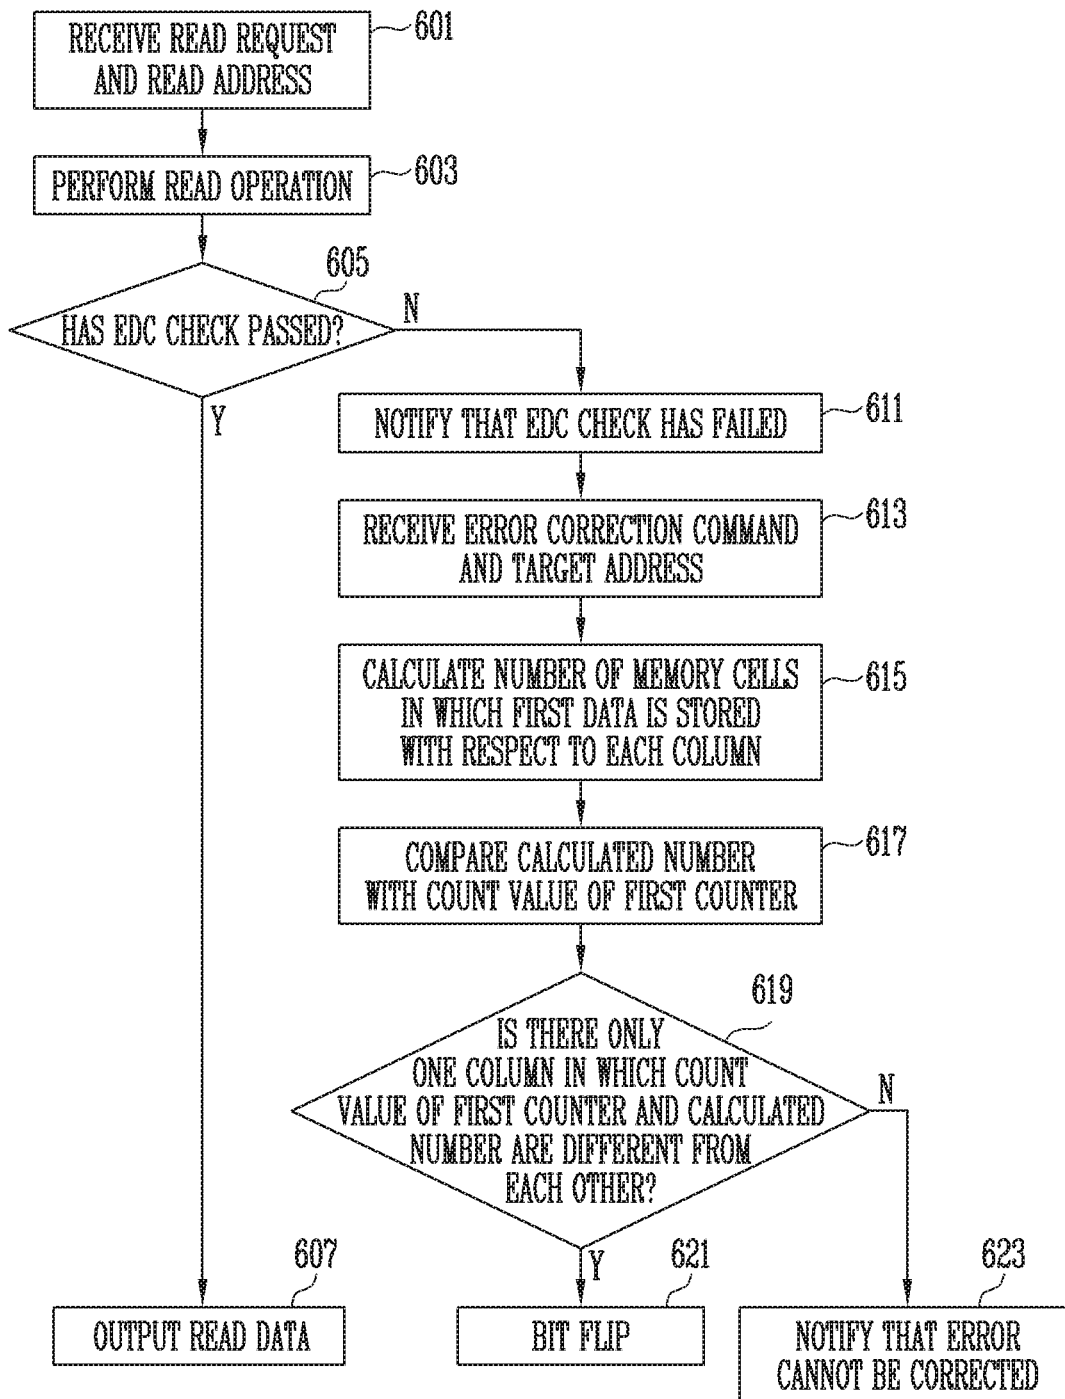 RECEIVE READ REQUEST
AND READ ADDRESS
601
PERFORM READ OPERATION
603
605
HAS EDC CHECK PASSED?
N
Y
NOTIFY THAT EDC CHECK HAS FAILED
611
RECEIVE ERROR CORRECTION COMMAND
AND TARGET ADDRESS
613
CALCULATE NUMBER OF MEMORY CELLS
IN WHICH FIRST DATA IS STORED
WITH RESPECT TO EACH COLUMN
615
COMPARE CALCULATED NUMBER
WITH COUNT VALUE OF FIRST COUNTER
617
619
IS THERE ONLY
ONE COLUMN IN WHICH COUNT
VALUE OF FIRST COUNTER AND CALCULATED
NUMBER ARE DIFFERENT FROM
EACH OTHER?
N
Y
607
OUTPUT READ DATA
621
BIT FLIP
623
NOTIFY THAT ERROR
CANNOT BE CORRECTED